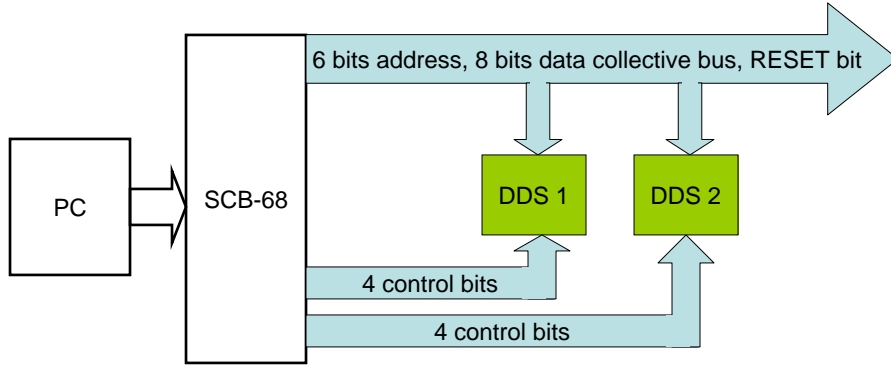 6 bits address, 8 bits data collective bus, RESET bit
PC
SCB-68
DDS 1
DDS 2
4 control bits
4 control bits